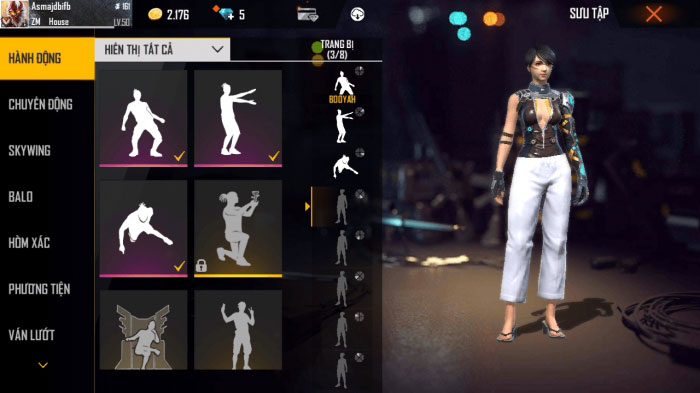 Asmajdbifb
# 161
ZM House
LV.50
2.176
+ 5
SƯU TẬP
HÀNH ĐỘNG
HIỂN THỊ TẤT CẢ
TRANG BỊ
(3/8)
BOOYAH
CHUYỂN ĐỘNG
SKYWING
BALO
HÒM XÁC
PHƯƠNG TIỆN
VÁN LƯỚT